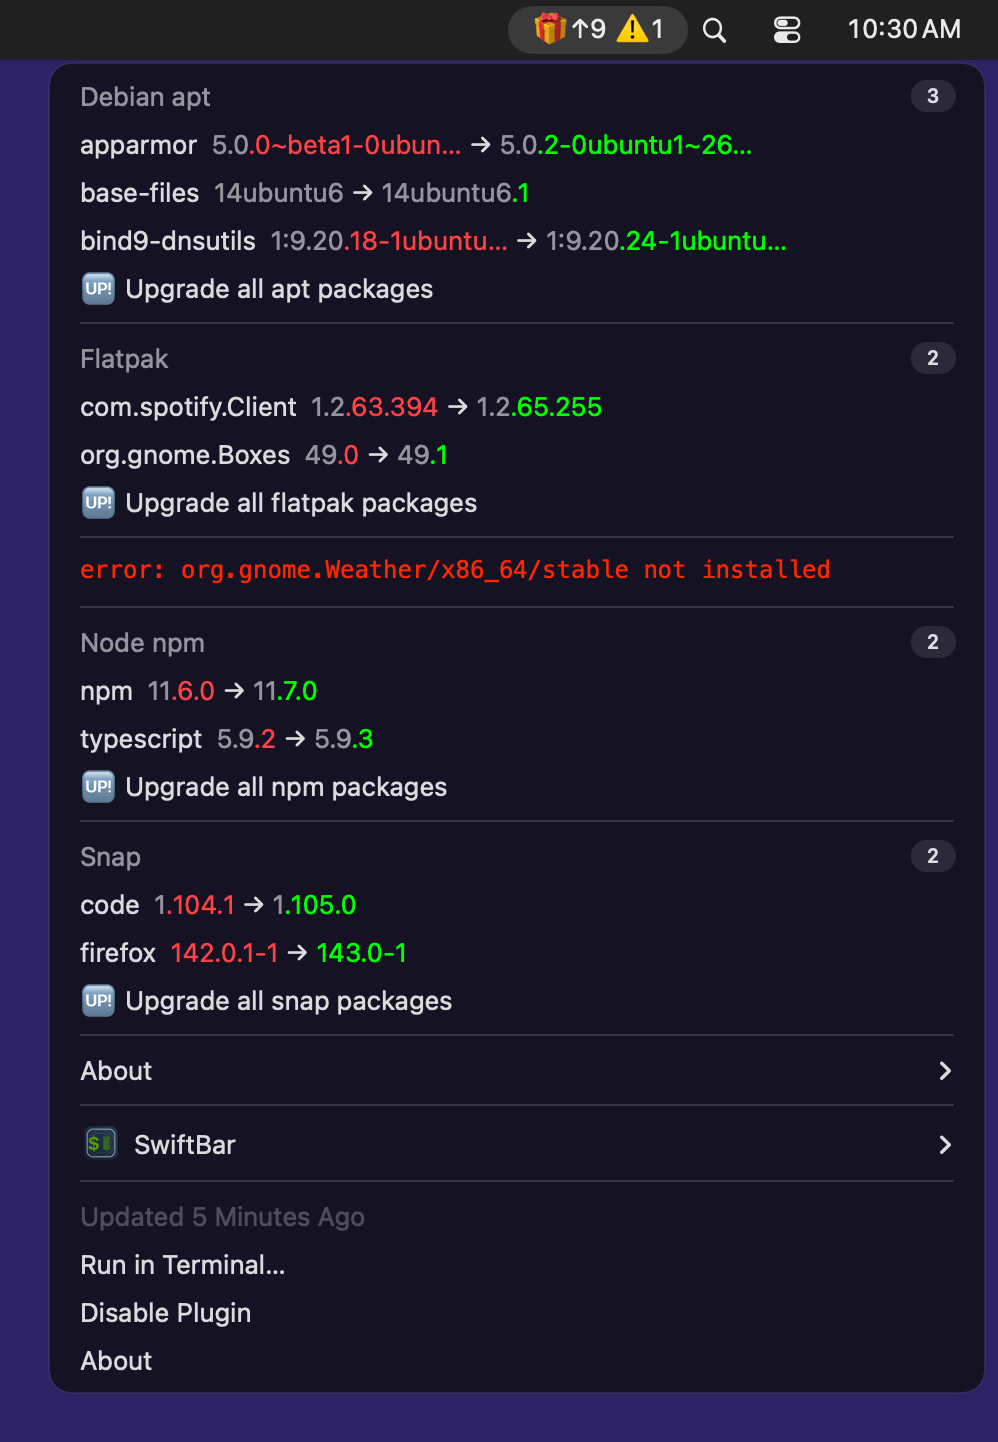 🎁↑9 ⚠️1 10:30 AM
Debian apt 3
apparmor 5.0.0~beta1-0ubun... → 5.0.2-0ubuntu1~26...
base-files 14ubuntu6 → 14ubuntu6.1
bind9-dnsutils 1:9.20.18-1ubuntu... → 1:9.20.24-1ubuntu...
UP! Upgrade all apt packages
Flatpak 2
com.spotify.Client 1.2.63.394 → 1.2.65.255
org.gnome.Boxes 49.0 → 49.1
UP! Upgrade all flatpak packages
error: org.gnome.Weather/x86_64/stable not installed
Node npm 2
npm 11.6.0 → 11.7.0
typescript 5.9.2 → 5.9.3
UP! Upgrade all npm packages
Snap 2
code 1.104.1 → 1.105.0
firefox 142.0.1-1 → 143.0-1
UP! Upgrade all snap packages
About
$ SwiftBar
Updated 5 Minutes Ago
Run in Terminal...
Disable Plugin
About